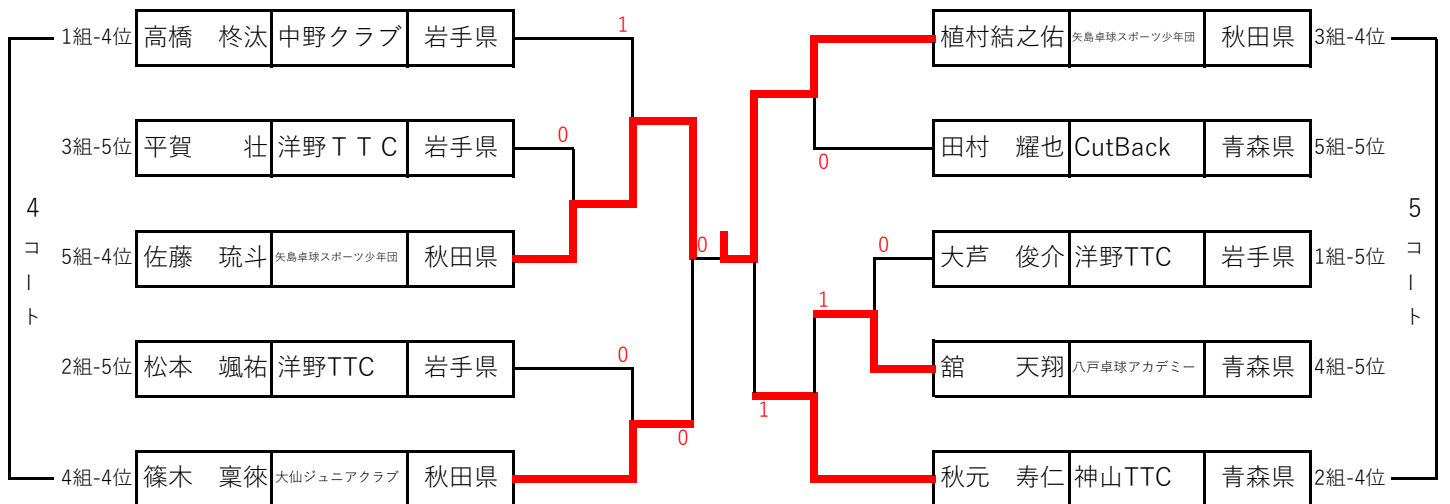 1組-4位 高橋 柊汰 中野クラブ 岩手県 1
3組-5位 平賀 壮 洋野TTC 岩手県 0
5組-4位 佐藤 琉斗 矢島卓球スポーツ少年団 秋田県
2組-5位 松本 颯祐 洋野TTC 岩手県 0
4組-4位 篠木 稟徠 大仙ジュニアクラブ 秋田県
4コート
0
0
植村結之佑 矢島卓球スポーツ少年団 秋田県 3組-4位
0 田村 耀也 CutBack 青森県 5組-5位
0 大芦 俊介 洋野TTC 岩手県 1組-5位
1
舘 天翔 八戸卓球アカデミー 青森県 4組-5位
1
秋元 寿仁 神山TTC 青森県 2組-4位
5コート